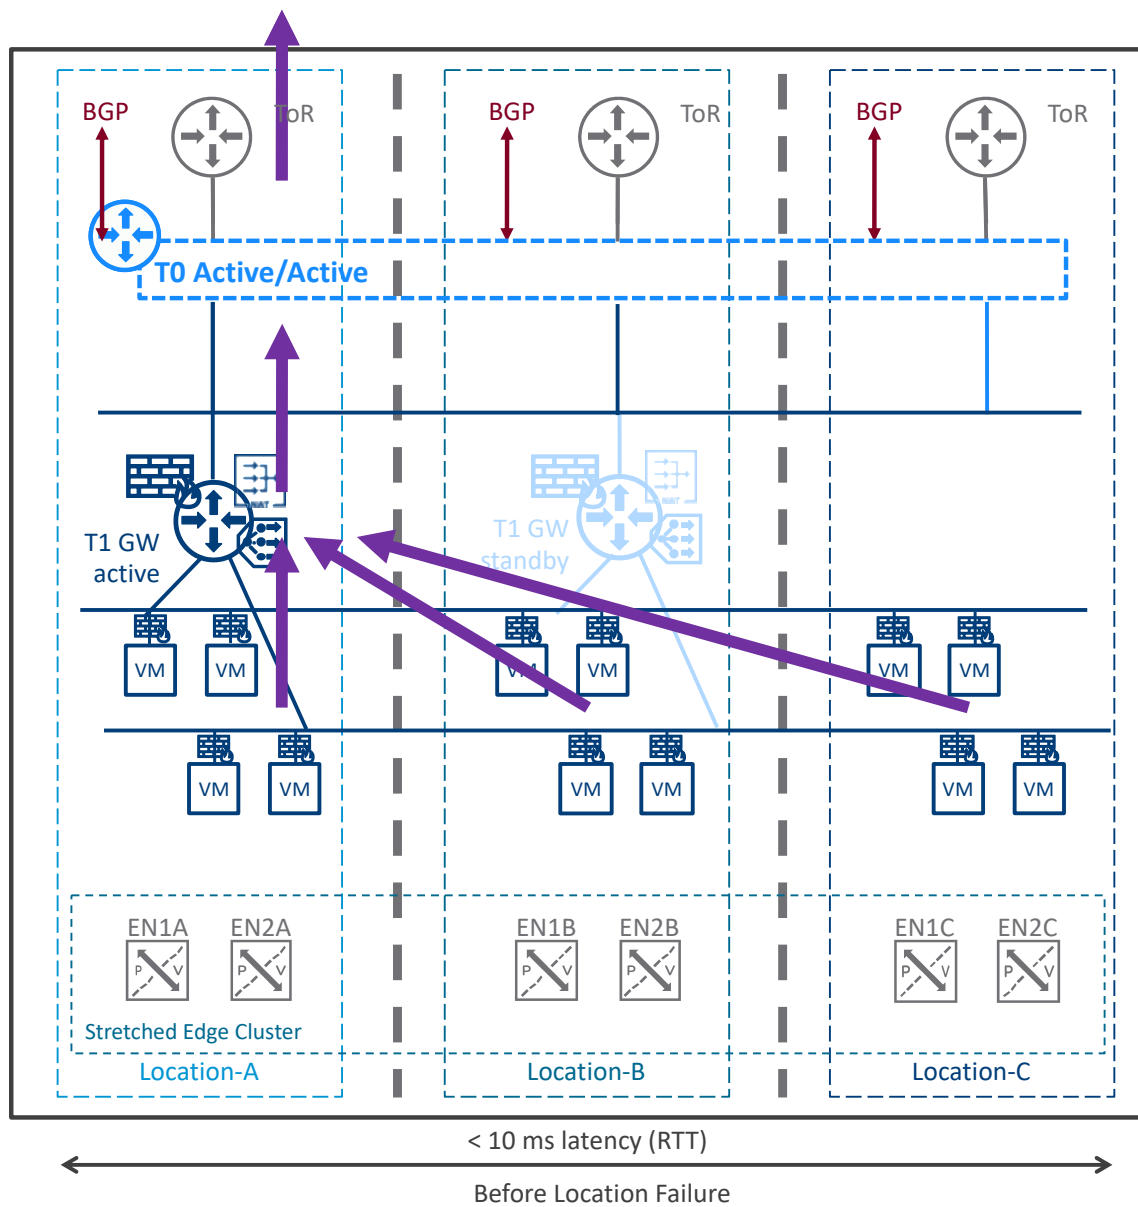 BGP
ToR
BGP
ToR
BGP
ToR
T0 Active/Active
NAT
NAT
T1 GW
active
T1 GW
standby
VM
VM
VM
VM
VM
VM
VM
VM
VM
VM
VM
VM
EN1A
EN2A
EN1B
EN2B
EN1C
EN2C
P
V
P
V
P
V
P
V
P
V
P
V
Stretched Edge Cluster
Location-A
Location-B
Location-C
< 10 ms latency (RTT)
Before Location Failure